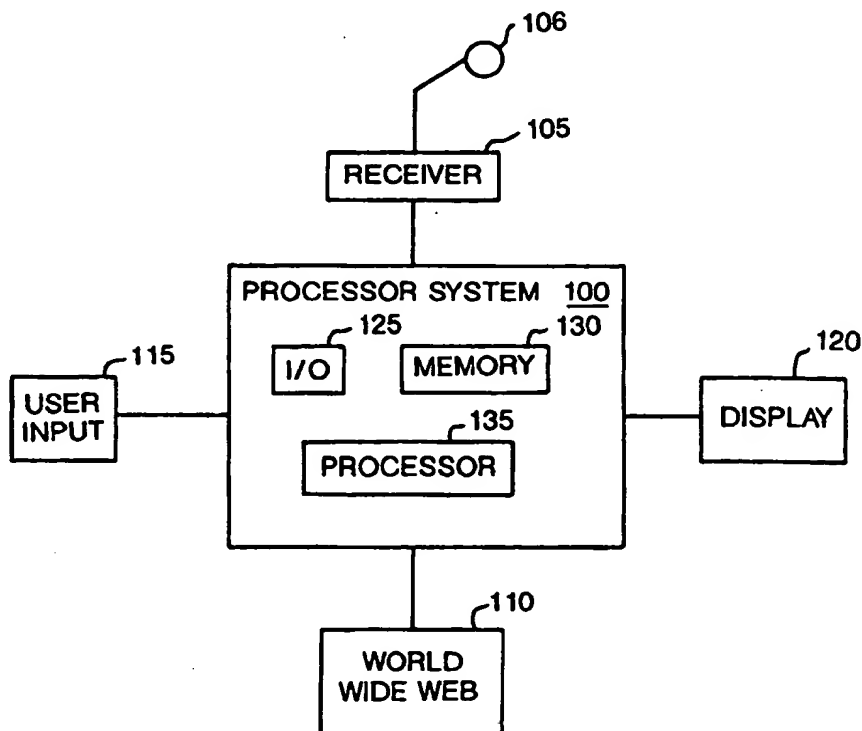 106
105
RECEIVER
PROCESSOR SYSTEM 100
125
130
I/O
MEMORY
115
USER
INPUT
120
DISPLAY
135
PROCESSOR
110
WORLD
WIDE WEB